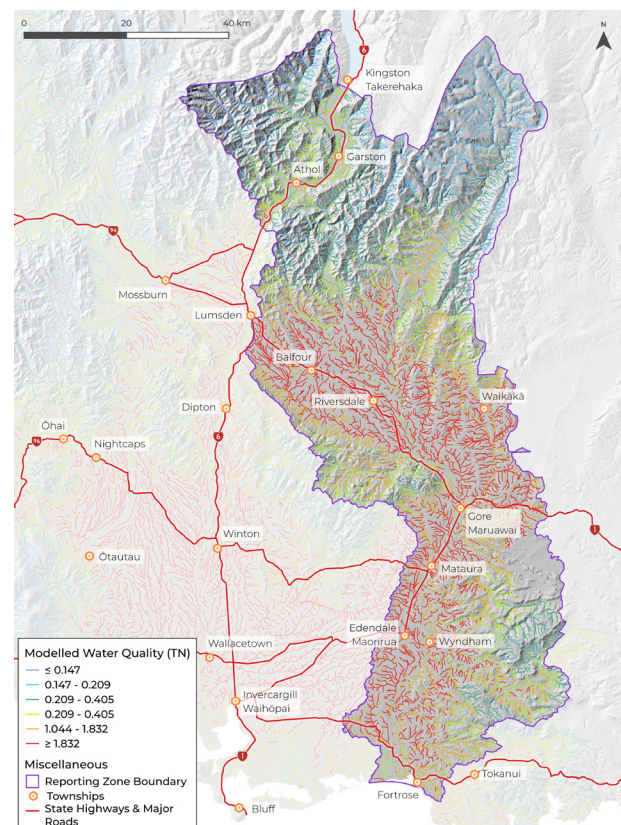 0 20 40 km
N
6
Kingston
Takerehaka
Garston
Athol
94
Mossburn
Lumsden
Balfour
Riversdale
Waikākā
Dipton
Ōhai
96
Nightcaps
6
Gore
Maruawai
1
Winton
Ōtautau
Mataura
Edendale
Maorirua
Wyndham
Wallacetown
Invercargill
Waihōpai
1
Tokanui
Fortrose
Bluff
Modelled Water Quality (TN)
≤ 0.147
0.147 - 0.209
0.209 - 0.405
0.209 - 0.405
1.044 - 1.832
≥ 1.832
Miscellaneous
Reporting Zone Boundary
Townships
State Highways & Major
Roads